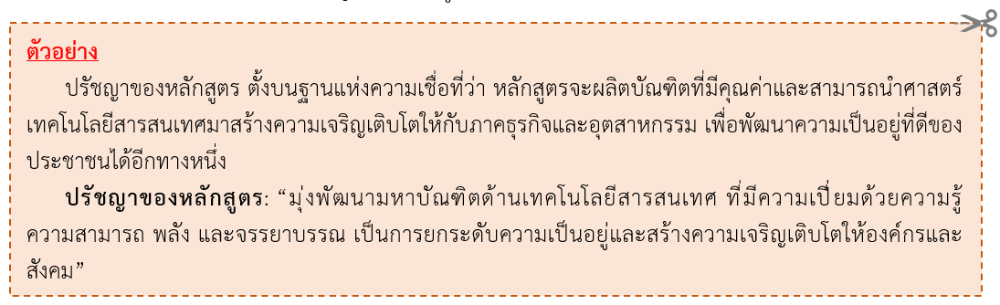 ตัวอย่าง
ปรัชญาของหลักสูตร ตั้งบนฐานแห่งความเชื่อที่ว่า หลักสูตรจะผลิตบัณฑิตที่มีคุณค่าและสามารถนำศาสตร์
เทคโนโลยีสารสนเทศมาสร้างความเจริญเติบโตให้กับภาคธุรกิจและอุตสาหกรรม เพื่อพัฒนาความเป็นอยู่ที่ดีของ
ประชาชนได้อีกทางหนึ่ง
ปรัชญาของหลักสูตร: “มุ่งพัฒนามหาบัณฑิตด้านเทคโนโลยีสารสนเทศ ที่มีความเปี่ยมด้วยความรู้
ความสามารถ พลัง และจรรยาบรรณ เป็นการยกระดับความเป็นอยู่และสร้างความเจริญเติบโตให้องค์กรและ
สังคม”